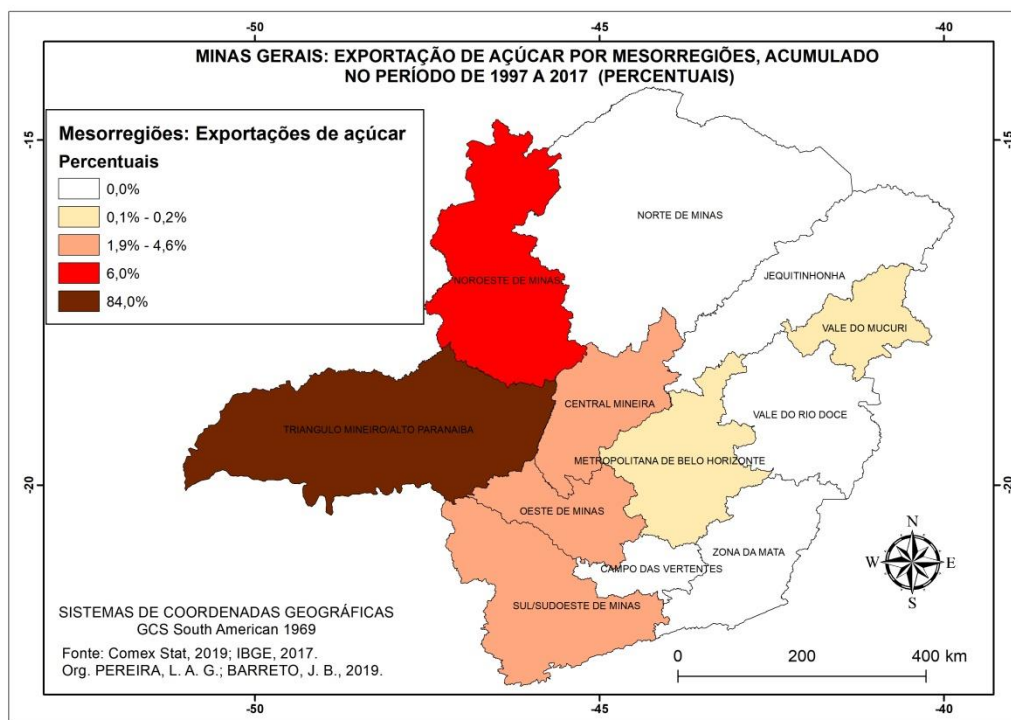 -50
-45
-40
MINAS GERAIS: EXPORTAÇÃO DE AÇÚCAR POR MESORREGIÕES, ACUMULADO
NO PERÍODO DE 1997 A 2017 (PERCENTUAIS)
Mesorregiões: Exportações de açúcar
Percentuais
0,0%
0,1% - 0,2%
1,9% - 4,6%
6,0%
84,0%
-15
-15
NORTE DE MINAS
JEQUITINHONHA
NOROESTE DE MINAS
VALE DO MUCURI
CENTRAL MINEIRA
VALE DO RIO DOCE
TRIANGULO MINEIRO/ALTO PARANAIBA
METROPOLITANA DE BELO HORIZONTE
-20
-20
OESTE DE MINAS
ZONA DA MATA
CAMPO DAS VERTENTES
SUL/SUDOESTE DE MINAS
N
W
E
S
SISTEMAS DE COORDENADAS GEOGRÁFICAS
GCS South American 1969
Fonte: Comex Stat, 2019; IBGE, 2017.
Org. PEREIRA, L. A. G.; BARRETO, J. B., 2019.
0 200 400 km
-50
-45
-40